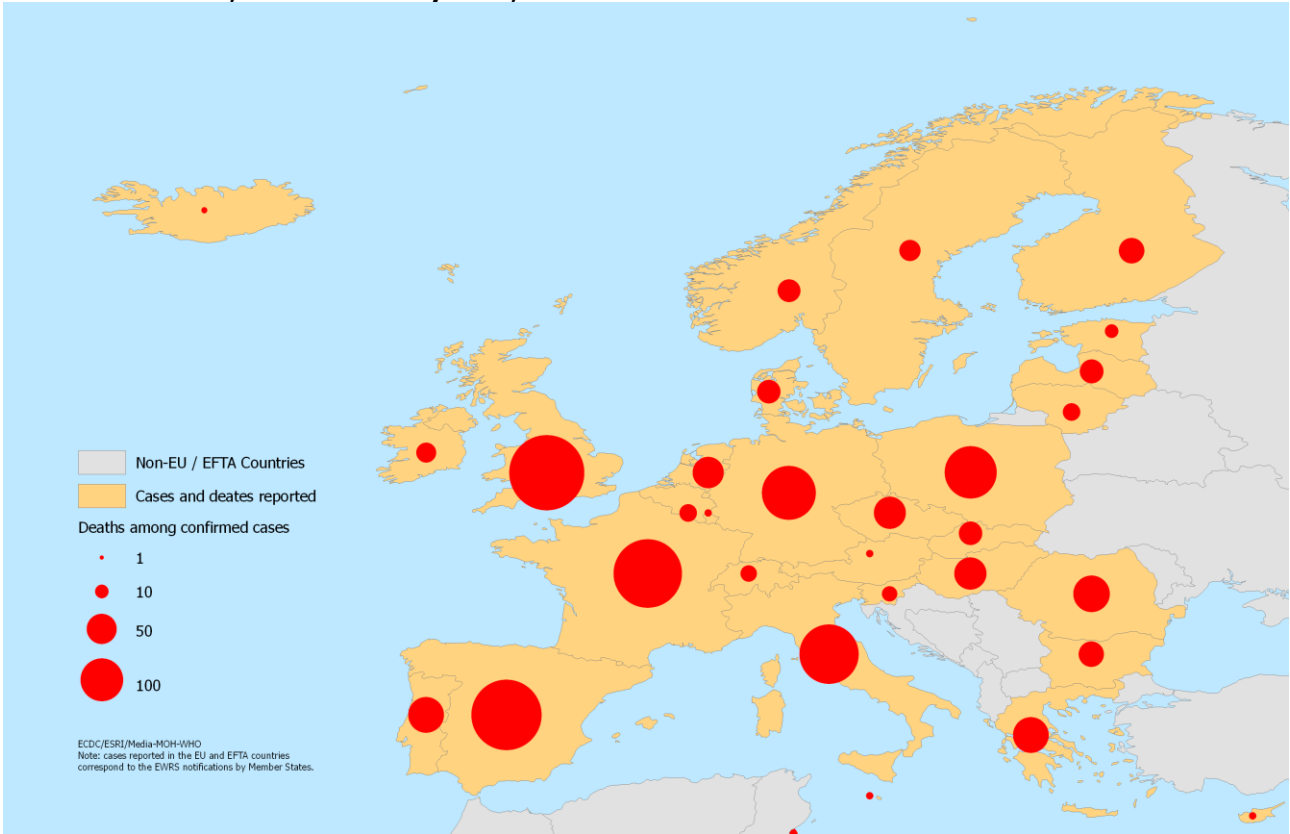 Non-EU / EFTA Countries
Cases and deates reported
Deaths among confirmed cases
1
10
50
100
ECDC/ESRI/Media-MOH-WHO
Note: cases reported in the EU and EFTA countries
correspond to the EWRS notifications by Member States.